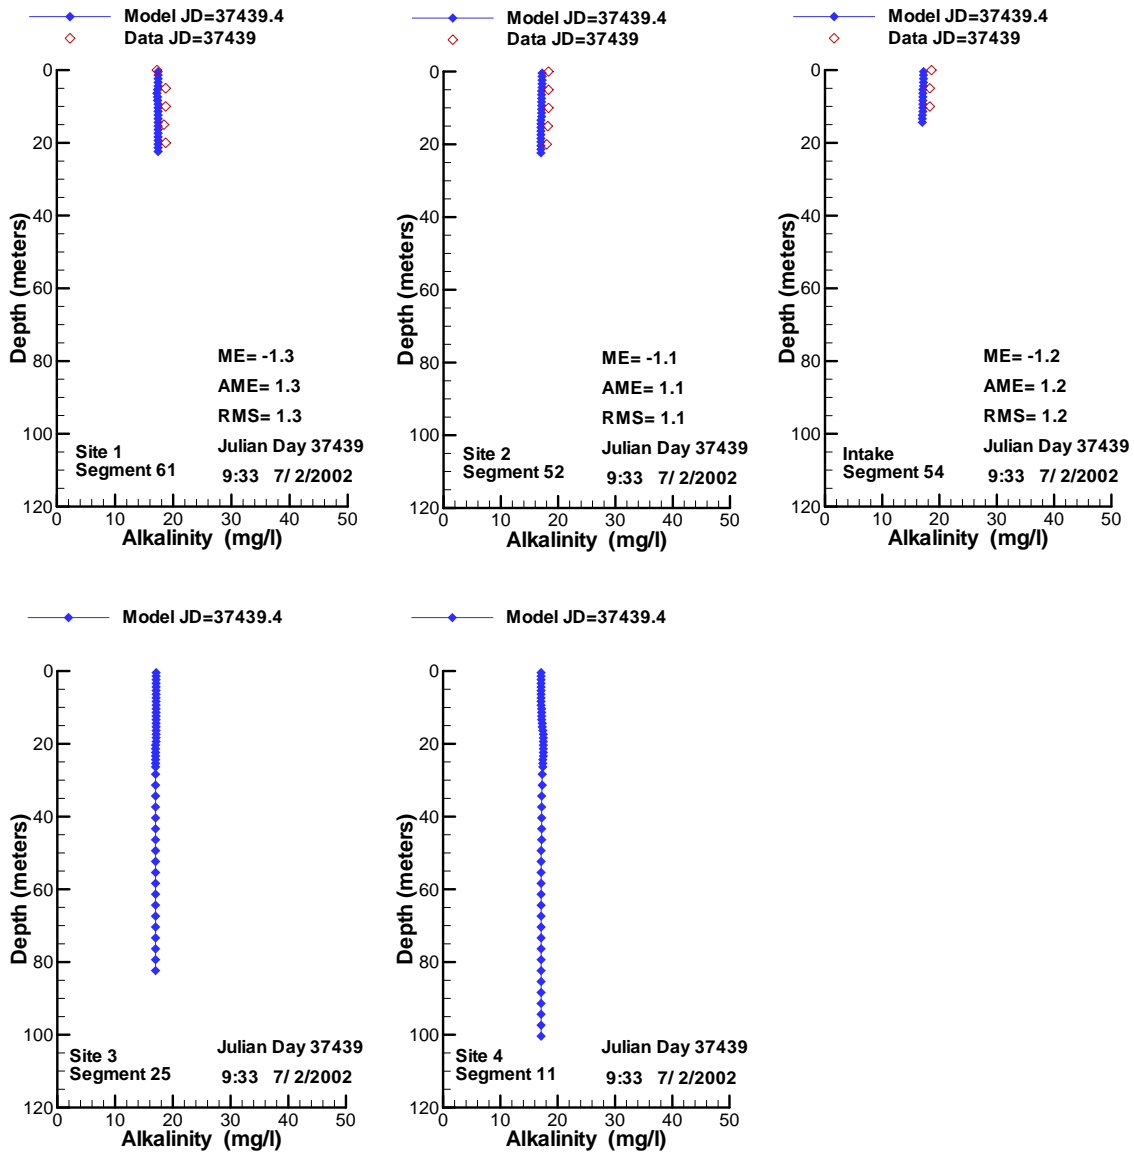 Model JD=37439.4
Data JD=37439
0
20
40
60
80
100
120
Depth (meters)
ME= -1.3
AME= 1.3
RMS= 1.3
Site 1
Segment 61
Julian Day 37439
9:33 7/ 2/2002
0 10 20 30 40 50
Alkalinity (mg/l)
Model JD=37439.4
Data JD=37439
0
20
40
60
80
100
120
Depth (meters)
ME= -1.1
AME= 1.1
RMS= 1.1
Site 2
Segment 52
Julian Day 37439
9:33 7/ 2/2002
0 10 20 30 40 50
Alkalinity (mg/l)
Model JD=37439.4
Data JD=37439
0
20
40
60
80
100
120
Depth (meters)
ME= -1.2
AME= 1.2
RMS= 1.2
Intake
Segment 54
Julian Day 37439
9:33 7/ 2/2002
0 10 20 30 40 50
Alkalinity (mg/l)
Model JD=37439.4
0
20
40
60
80
100
120
Depth (meters)
Site 3
Segment 25
Julian Day 37439
9:33 7/ 2/2002
0 10 20 30 40 50
Alkalinity (mg/l)
Model JD=37439.4
0
20
40
60
80
100
120
Depth (meters)
Site 4
Segment 11
Julian Day 37439
9:33 7/ 2/2002
0 10 20 30 40 50
Alkalinity (mg/l)